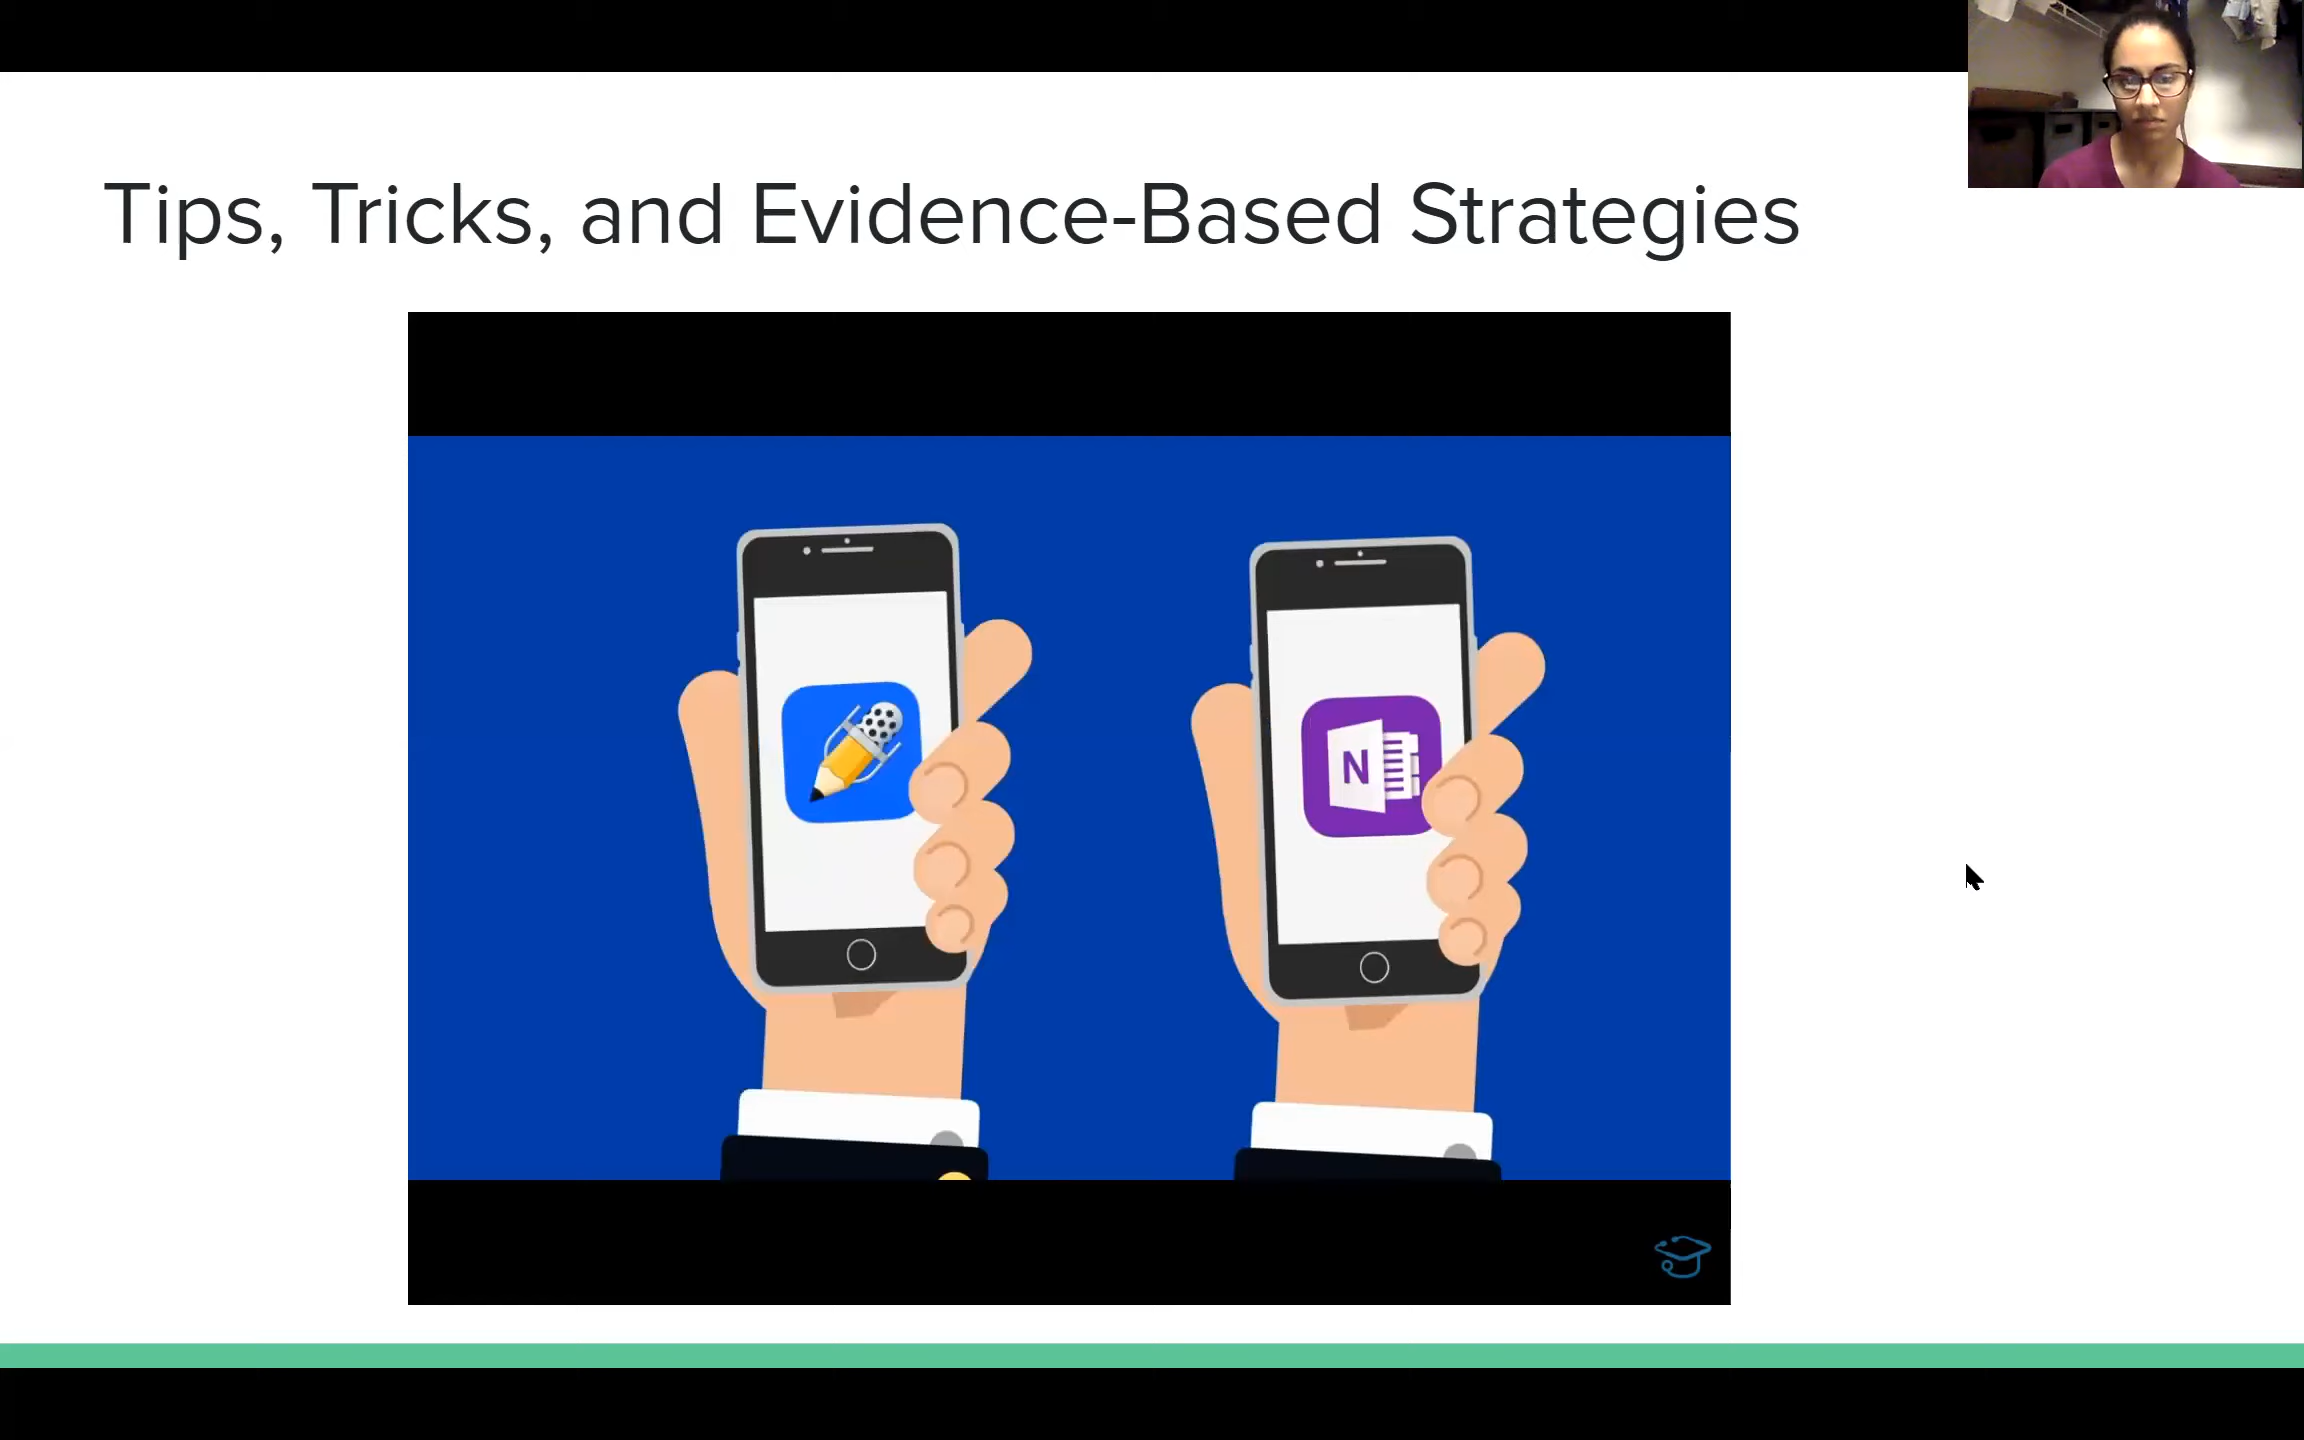 Tips, Tricks, and Evidence-Based Strategies
N